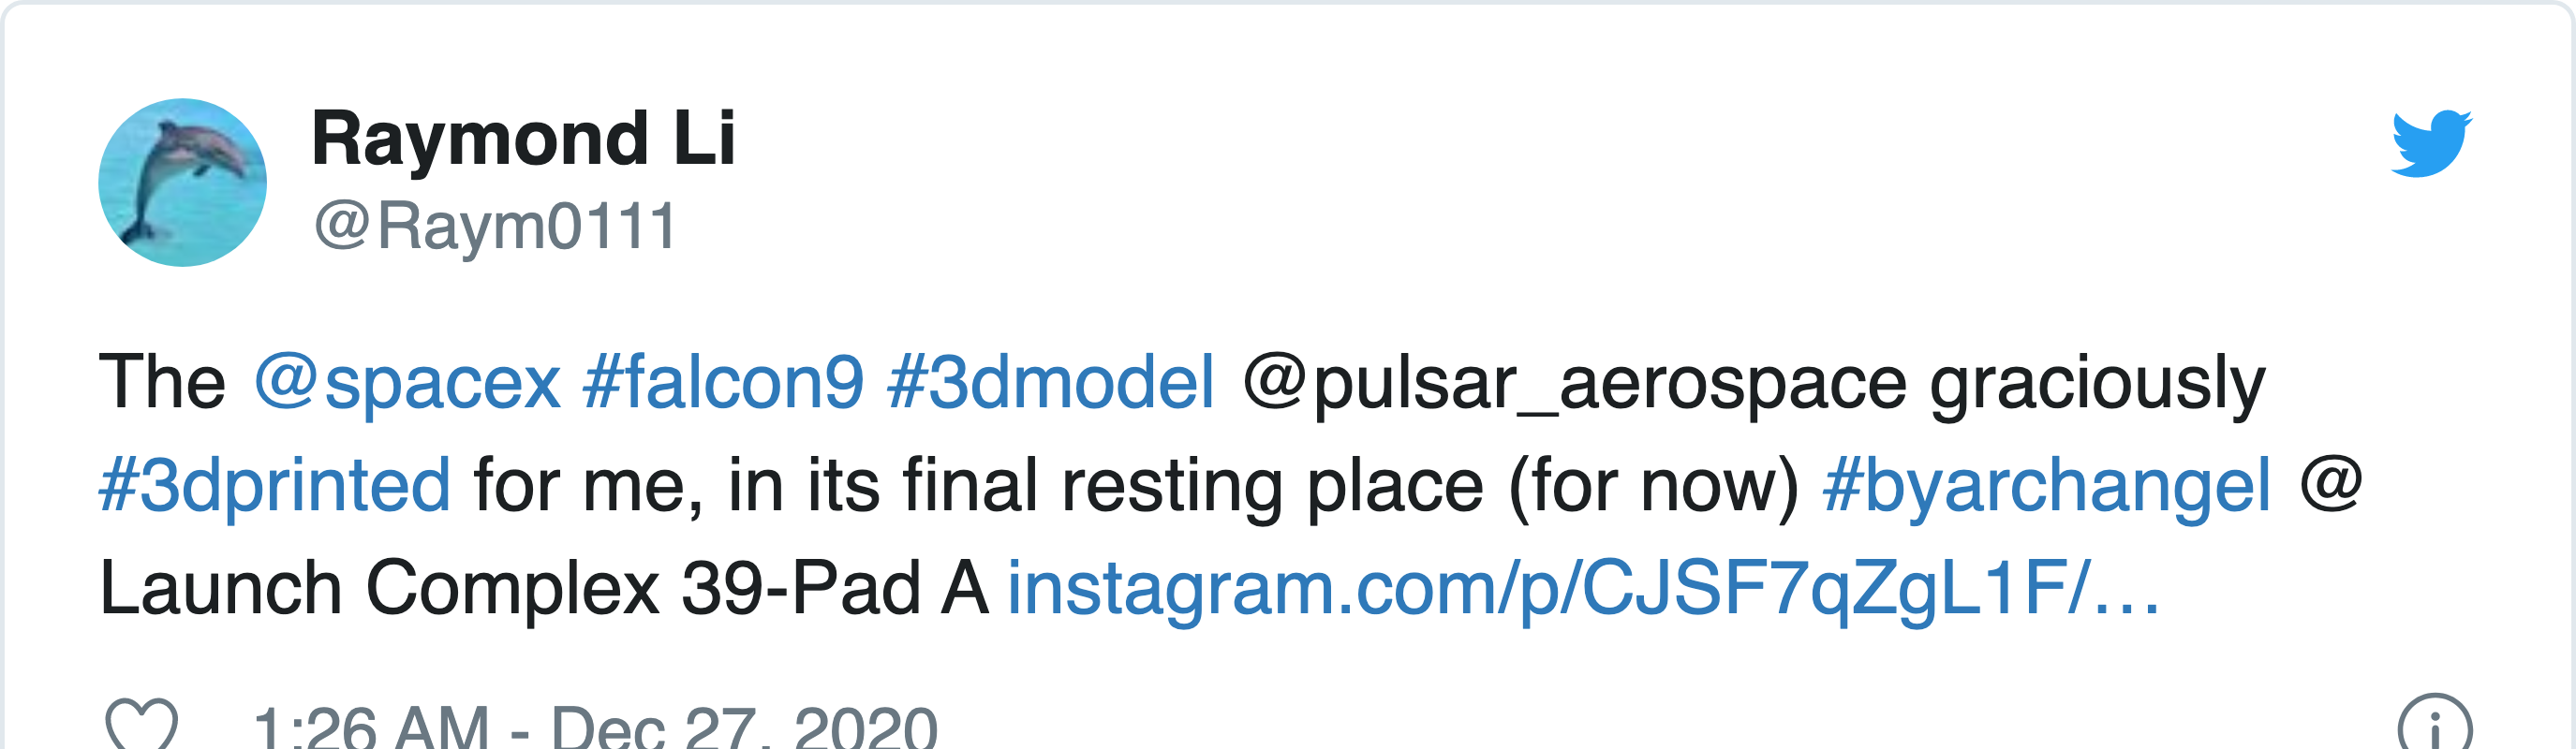 Raymond Li
@Raym0111
The @spacex #falcon9 #3dmodel @pulsar_aerospace graciously
#3dprinted for me, in its final resting place (for now) #byarchangel @
Launch Complex 39-Pad A instagram.com/p/CJSF7qZgL1F/…
1:26 AM - Dec 27, 2020